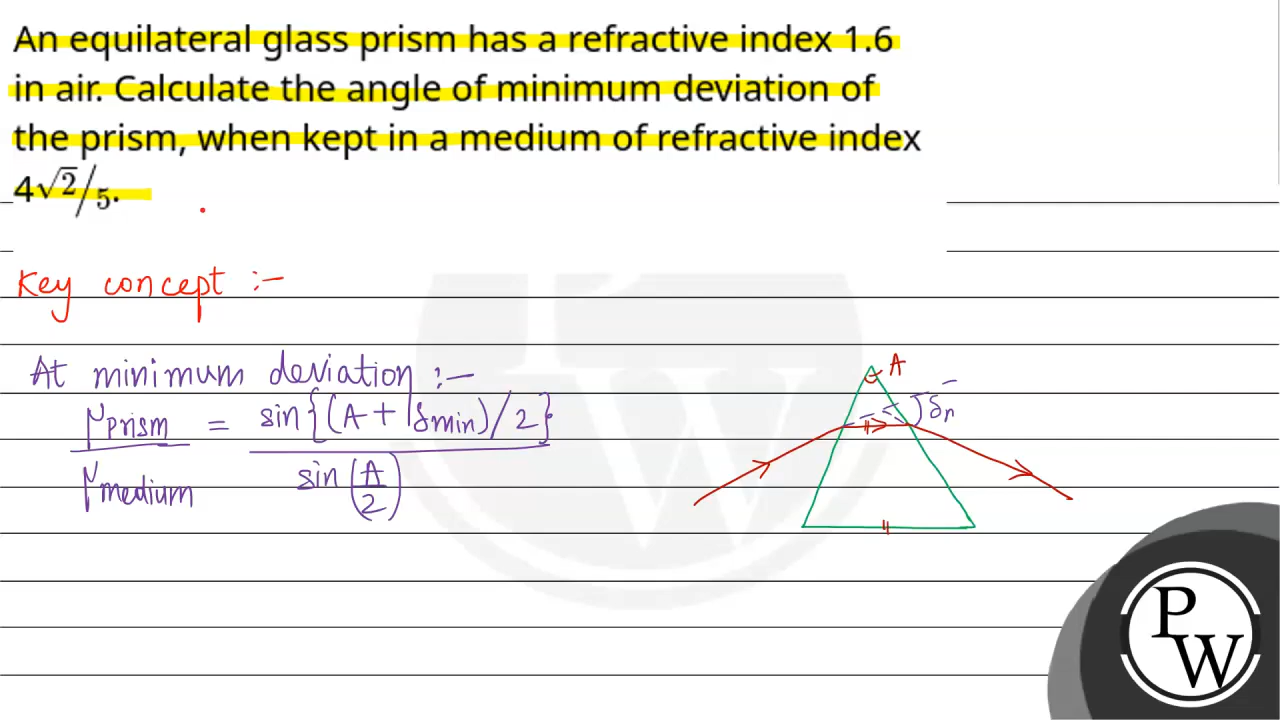 An equilateral glass prism has a refractive index 1.6
in air. Calculate the angle of minimum deviation of
the prism, when kept in a medium of refractive index
4√2/5.
Key concept :-
At minimum deviation :-
μprism / μmedium = sin{(A + δmin)/2} / sin(A/2)
A
δm
P
W